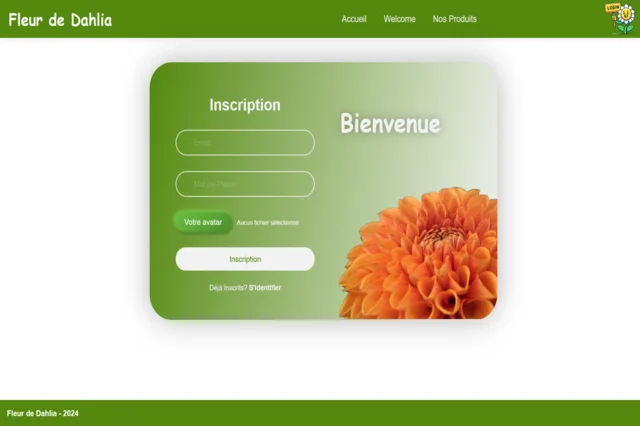 Fleur de Dahlia
Accueil Welcome Nos Produits
LOGIN
Inscription
Bienvenue
Email
Mot de Passe
Votre avatar Aucun fichier sélectionné
Inscription
Déjà Inscrits? S'Identifier
Fleur de Dahlia - 2024